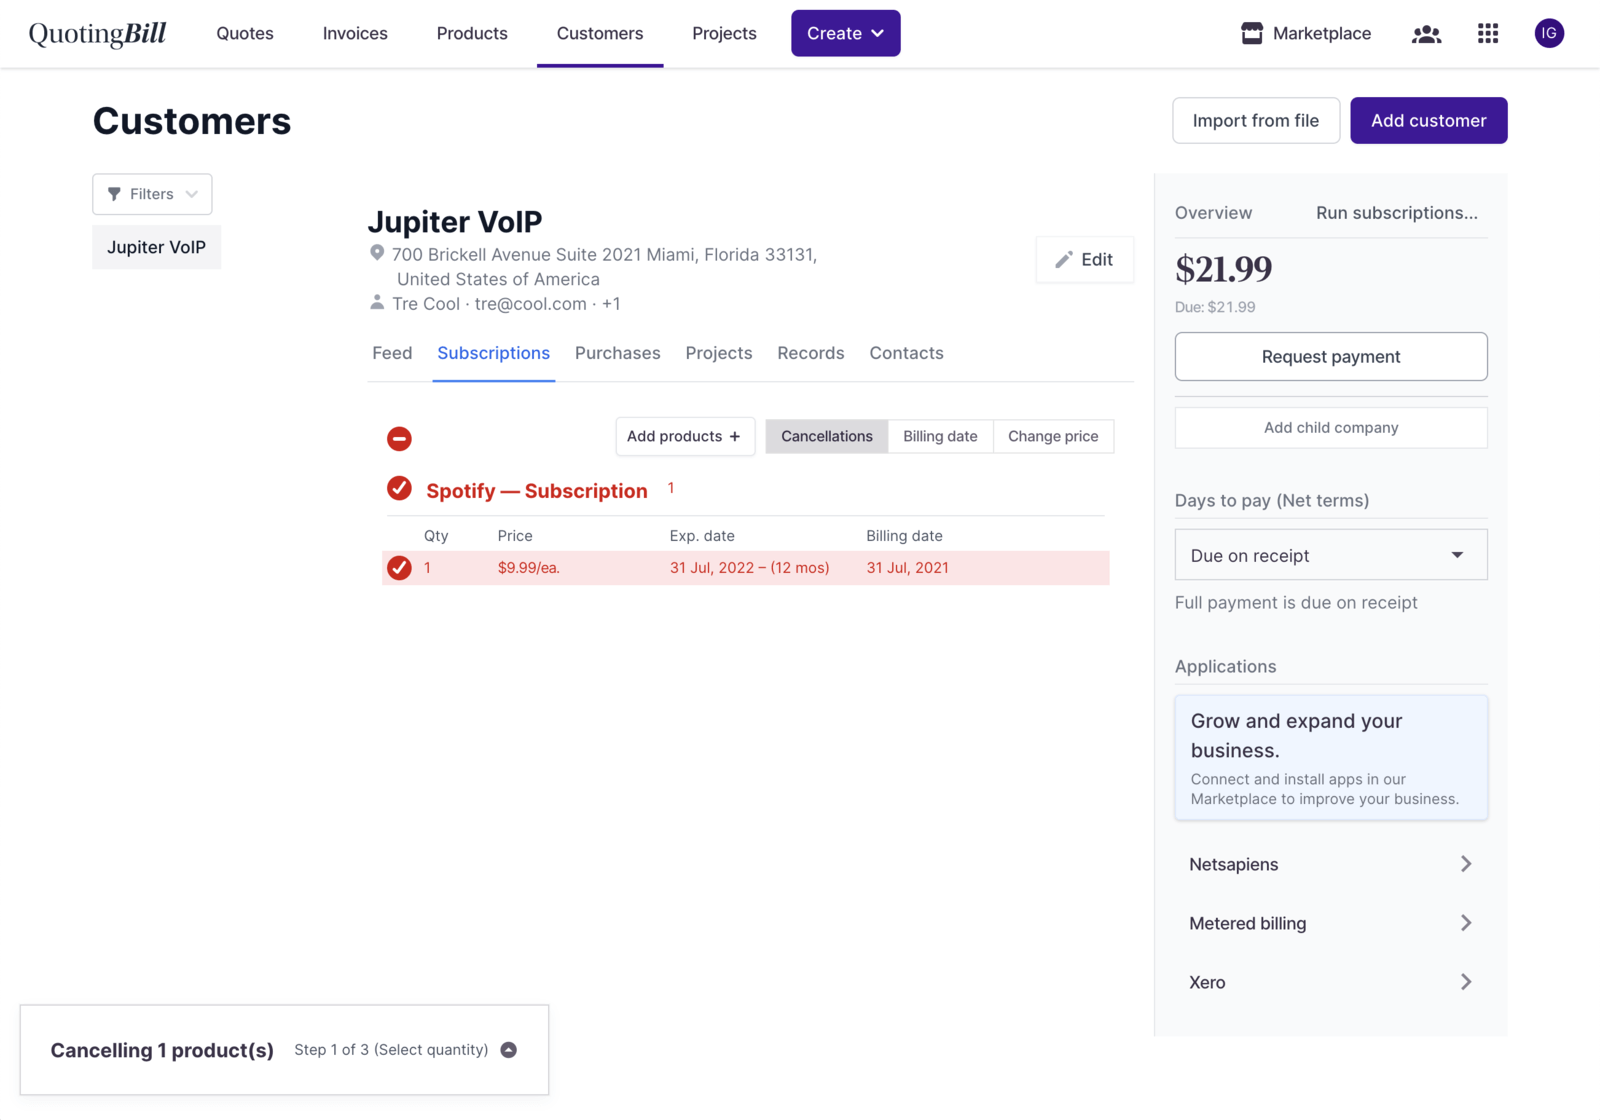 QuotingBill Quotes Invoices Products Customers Projects Create Marketplace IG
Customers
Import from file Add customer
Filters
Jupiter VoIP
Jupiter VoIP
700 Brickell Avenue Suite 2021 Miami, Florida 33131,
United States of America
Tre Cool · tre@cool.com · +1
Edit
Feed Subscriptions Purchases Projects Records Contacts
Add products + Cancellations Billing date Change price
Spotify — Subscription 1
Qty Price Exp. date Billing date
1 $9.99/ea. 31 Jul, 2022 – (12 mos) 31 Jul, 2021
Overview Run subscriptions...
$21.99
Due: $21.99
Request payment
Add child company
Days to pay (Net terms)
Due on receipt
Full payment is due on receipt
Applications
Grow and expand your
business.
Connect and install apps in our
Marketplace to improve your business.
Netsapiens
Metered billing
Xero
Cancelling 1 product(s) Step 1 of 3 (Select quantity)